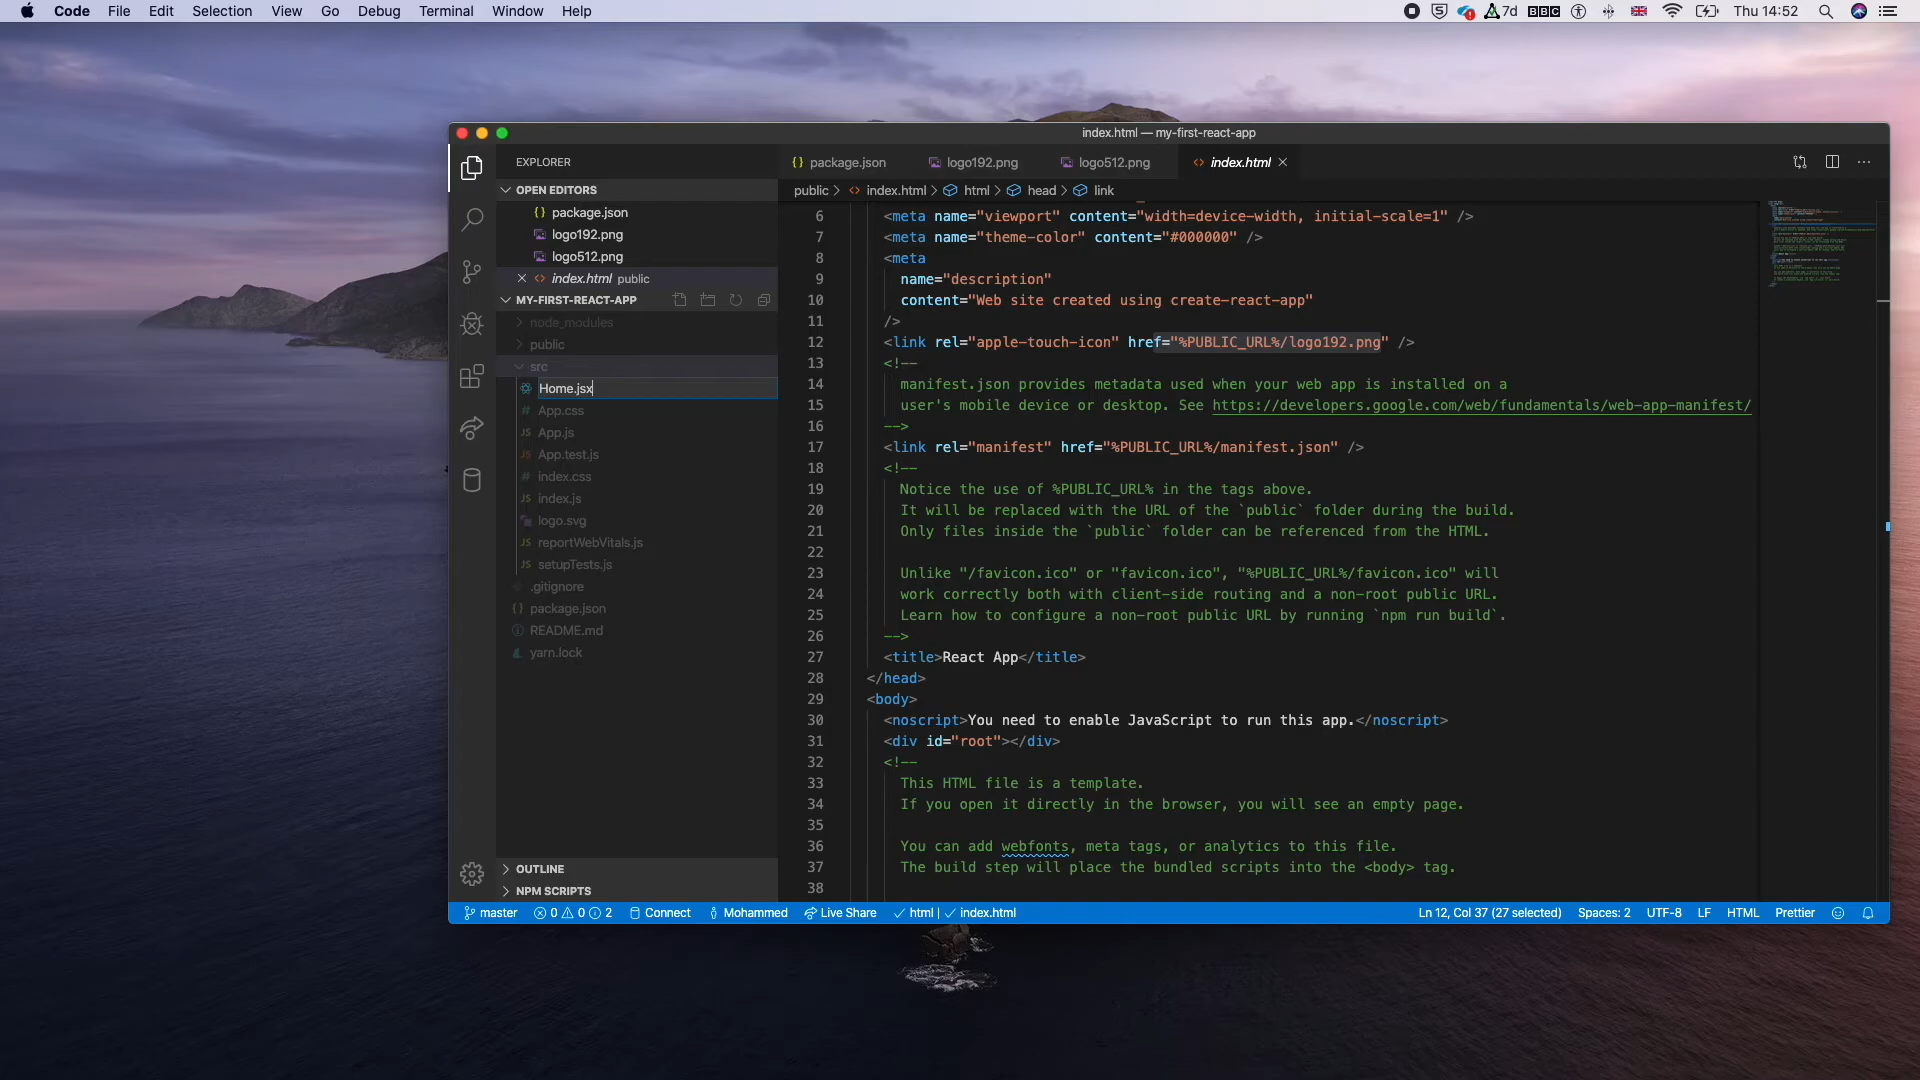 Code File Edit Selection View Go Debug Terminal Window Help
7d BBC Thu 14:52
index.html — my-first-react-app
EXPLORER
OPEN EDITORS
package.json
logo192.png
logo512.png
index.html public
MY-FIRST-REACT-APP
node_modules
public
src
Home.jsx
App.css
App.js
App.test.js
index.css
index.js
logo.svg
reportWebVitals.js
setupTests.js
.gitignore
package.json
README.md
yarn.lock
OUTLINE
NPM SCRIPTS
package.json logo192.png logo512.png index.html
public > index.html > html > head > link
6 <meta name="viewport" content="width=device-width, initial-scale=1" />
7 <meta name="theme-color" content="#000000" />
8 <meta
9 name="description"
10 content="Web site created using create-react-app"
11 />
12 <link rel="apple-touch-icon" href="%PUBLIC_URL%/logo192.png" />
13 <!--
14 manifest.json provides metadata used when your web app is installed on a
15 user's mobile device or desktop. See https://developers.google.com/web/fundamentals/web-app-manifest/
16 -->
17 <link rel="manifest" href="%PUBLIC_URL%/manifest.json" />
18 <!--
19 Notice the use of %PUBLIC_URL% in the tags above.
20 It will be replaced with the URL of the `public` folder during the build.
21 Only files inside the `public` folder can be referenced from the HTML.
22
23 Unlike "/favicon.ico" or "favicon.ico", "%PUBLIC_URL%/favicon.ico" will
24 work correctly both with client-side routing and a non-root public URL.
25 Learn how to configure a non-root public URL by running `npm run build`.
26 -->
27 <title>React App</title>
28 </head>
29 <body>
30 <noscript>You need to enable JavaScript to run this app.</noscript>
31 <div id="root"></div>
32 <!--
33 This HTML file is a template.
34 If you open it directly in the browser, you will see an empty page.
35
36 You can add webfonts, meta tags, or analytics to this file.
37 The build step will place the bundled scripts into the <body> tag.
38
master 0 0 2 Connect Mohammed Live Share html | index.html Ln 12, Col 37 (27 selected) Spaces: 2 UTF-8 LF HTML Prettier